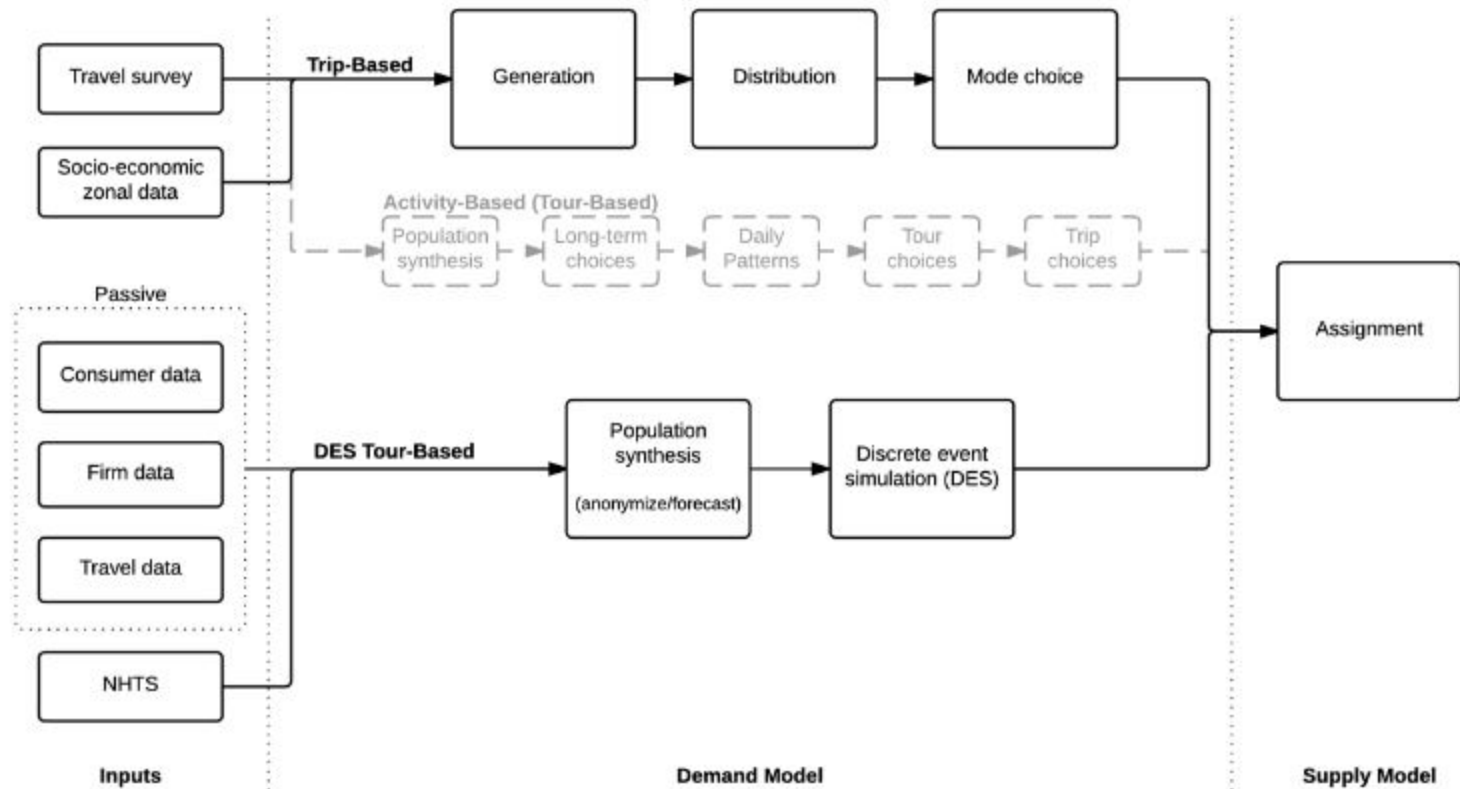 Travel survey
Trip-Based
Generation
Distribution
Mode choice
Socio-economic
zonal data
Activity-Based (Tour-Based)
Population
synthesis
Long-term
choices
Daily
Patterns
Tour
choices
Trip
choices
Passive
Assignment
Consumer data
Firm data
Travel data
DES Tour-Based
Population
synthesis
(anonymize/forecast)
Discrete event
simulation (DES)
NHTS
Inputs
Demand Model
Supply Model